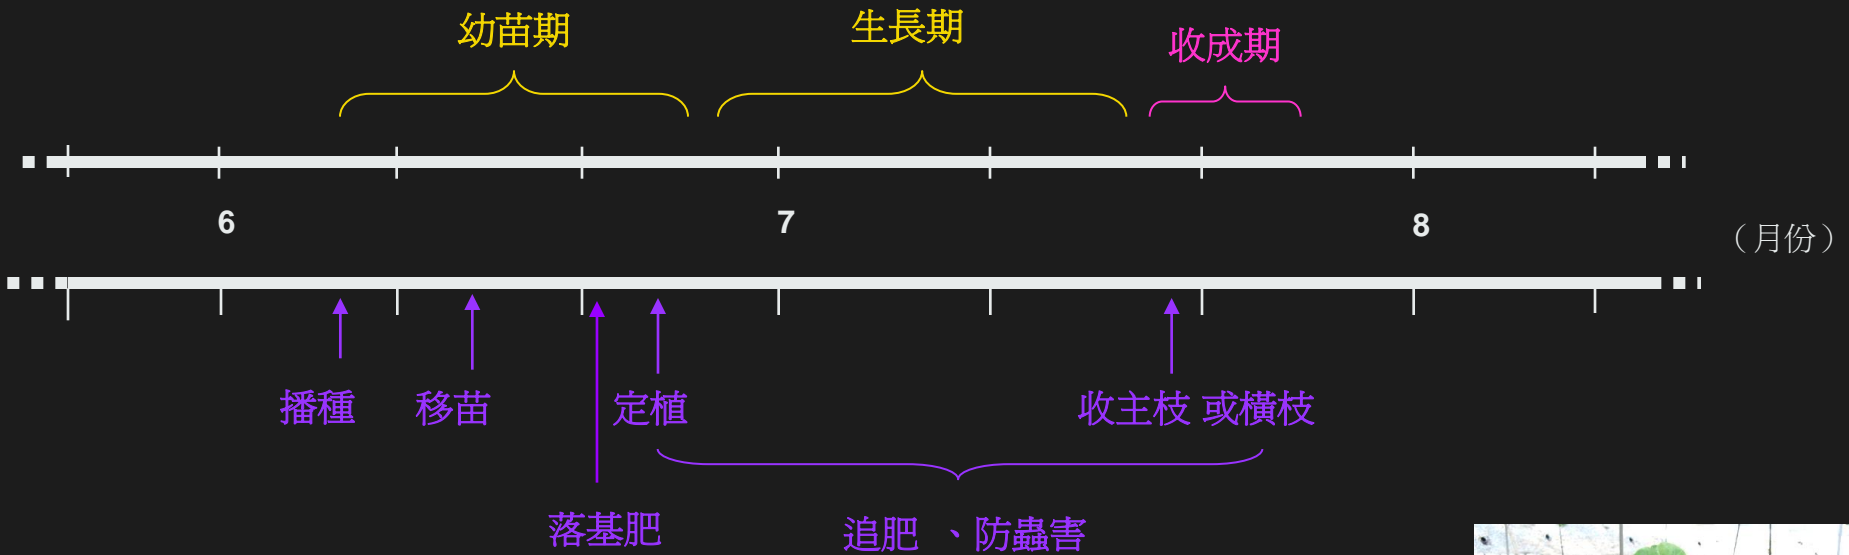 幼苗期
生長期
收成期
6
7
8
（月份）
播種
移苗
定植
收主枝 或橫枝
落基肥
追肥 、防蟲害